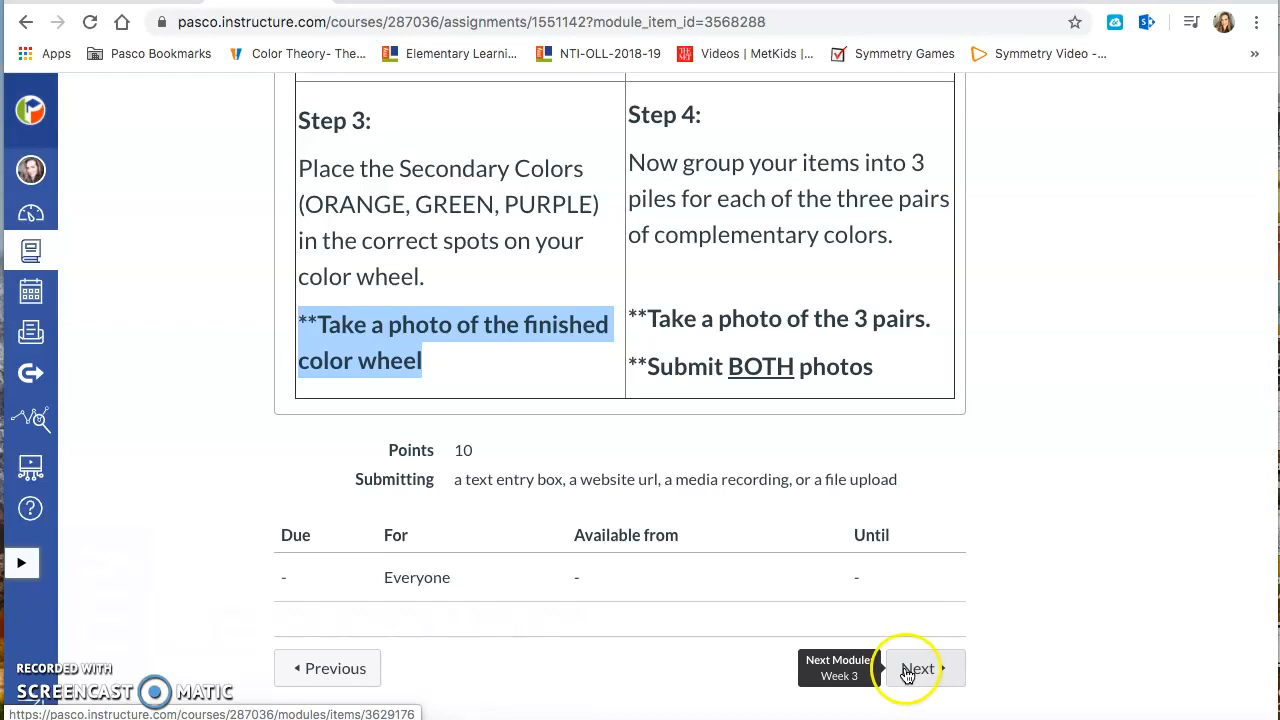 pasco.instructure.com/courses/287036/assignments/1551142?module_item_id=3568288
Apps Pasco Bookmarks Color Theory- The... Elementary Learni... NTI-OLL-2018-19 Videos | MetKids |... Symmetry Games Symmetry Video -... »
Step 3:
Place the Secondary Colors
(ORANGE, GREEN, PURPLE)
in the correct spots on your
color wheel.
**Take a photo of the finished
color wheel
Step 4:
Now group your items into 3
piles for each of the three pairs
of complementary colors.
**Take a photo of the 3 pairs.
**Submit BOTH photos
Points 10
Submitting a text entry box, a website url, a media recording, or a file upload
Due For Available from Until
- Everyone - -
Previous
Next Module
Week 3
Next
RECORDED WITH
SCREENCAST MATIC
https://pasco.instructure.com/courses/287036/modules/items/3629176